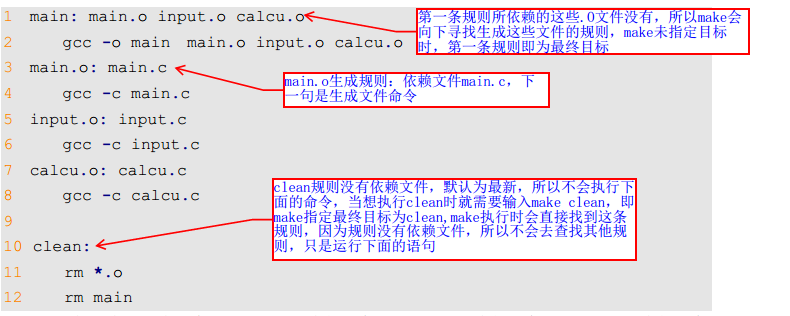 1 main: main.o input.o calcu.o
2 gcc -o main main.o input.o calcu.o
第一条规则所依赖的这些.O文件没有，所以make会
向下寻找生成这些文件的规则，make未指定目标
时，第一条规则即为最终目标
3 main.o: main.c
4 gcc -c main.c
main.o生成规则：依赖文件main.c，下
一句是生成文件命令
5 input.o: input.c
6 gcc -c input.c
7 calcu.o: calcu.c
8 gcc -c calcu.c
9
10 clean:
11 rm *.o
12 rm main
clean规则没有依赖文件，默认为最新，所以不会执行下
面的命令，当想执行clean时就需要输入make clean，即
make指定最终目标为clean,make执行时会直接找到这条
规则，因为规则没有依赖文件，所以不会去查找其他规
则，只是运行下面的语句